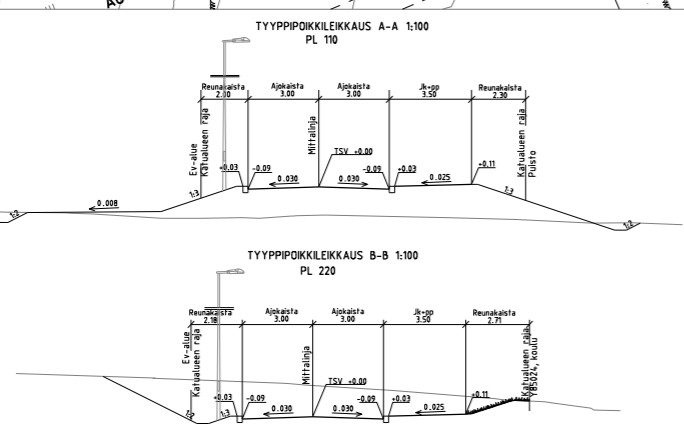 TYYPPIPOIKKILEIKKAUS A-A 1:100
PL 110
Reunakaista
2.00
Ajokaista
3.00
Ajokaista
3.00
Jk+pp
3.50
Reunakaista
2.30
Ev-alue
Katualueen raja
Mittalinja
Katualueen raja
Puisto
TSV +0.00
+0.03
-0.09
-0.09
+0.03
+0.11
0.030
0.030
0.025
1:3
1:3
1:2
0.008
1:2
TYYPPIPOIKKILEIKKAUS B-B 1:100
PL 220
Reunakaista
2.18
Ajokaista
3.00
Ajokaista
3.00
Jk+pp
3.50
Reunakaista
2.71
Ev-alue
Katualueen raja
Mittalinja
Katualueen raja
koulu
TSV +0.00
+0.03
-0.09
-0.09
+0.03
+0.11
0.030
0.030
0.025
1:2
1:3